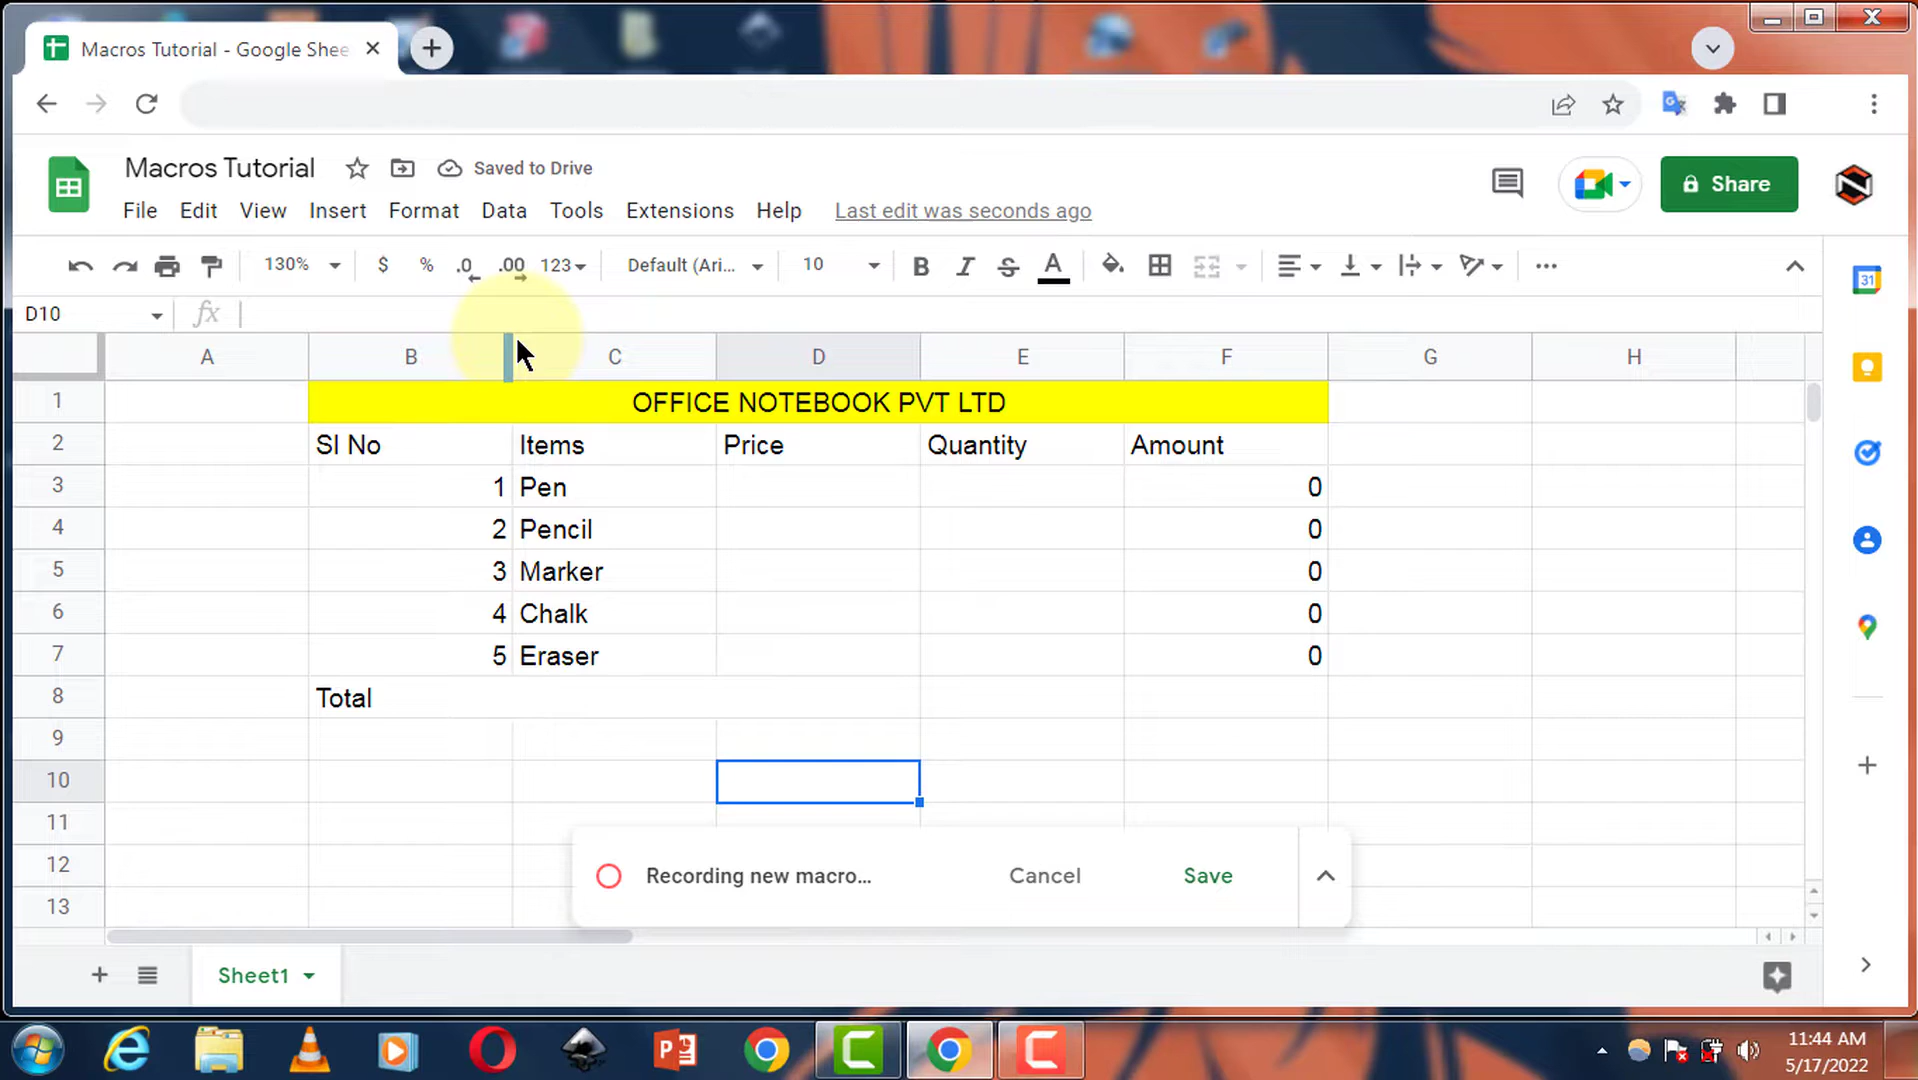 Macros Tutorial - Google Shee
Macros Tutorial
Saved to Drive
File Edit View Insert Format Data Tools Extensions Help Last edit was seconds ago
Share
130% $ % .0 .00 123 Default (Ari... 10 B I S A
31
D10 fx
A B C D E F G H
1 OFFICE NOTEBOOK PVT LTD
2 Sl No Items Price Quantity Amount
3 1 Pen 0
4 2 Pencil 0
5 3 Marker 0
6 4 Chalk 0
7 5 Eraser 0
8 Total
9
10
11
12
13
Recording new macro... Cancel Save
Sheet1
11:44 AM
5/17/2022